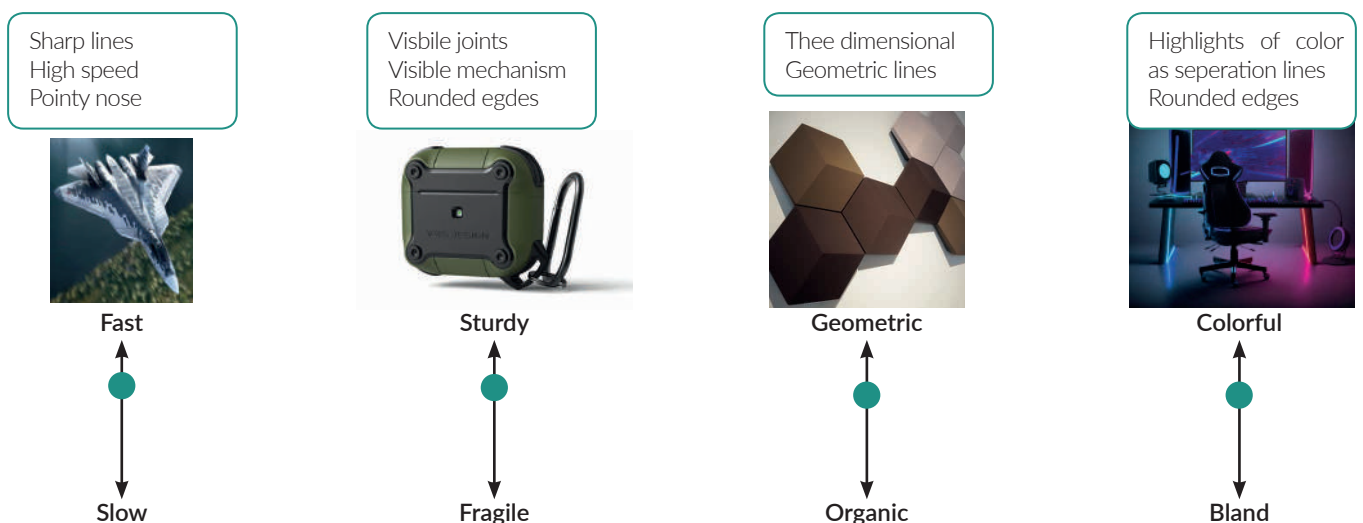 Sharp lines
High speed
Pointy nose
Visbile joints
Visible mechanism
Rounded egdes
Thee dimensional
Geometric lines
Highlights of color
as seperation lines
Rounded edges
Fast
Sturdy
Geometric
Colorful
Slow
Fragile
Organic
Bland